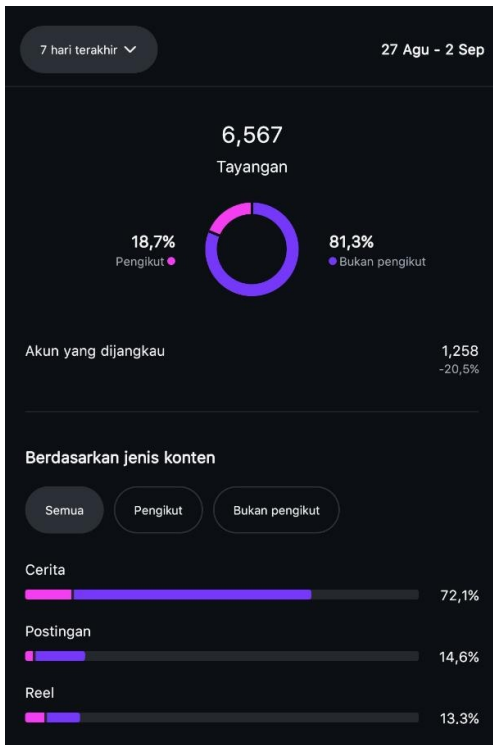 7 hari terakhir
27 Agu - 2 Sep
6,567
Tayangan
18,7%
Pengikut
81,3%
Bukan pengikut
Akun yang dijangkau
1,258
-20,5%
Berdasarkan jenis konten
Semua
Pengikut
Bukan pengikut
Cerita
72,1%
Postingan
14,6%
Reel
13.3%